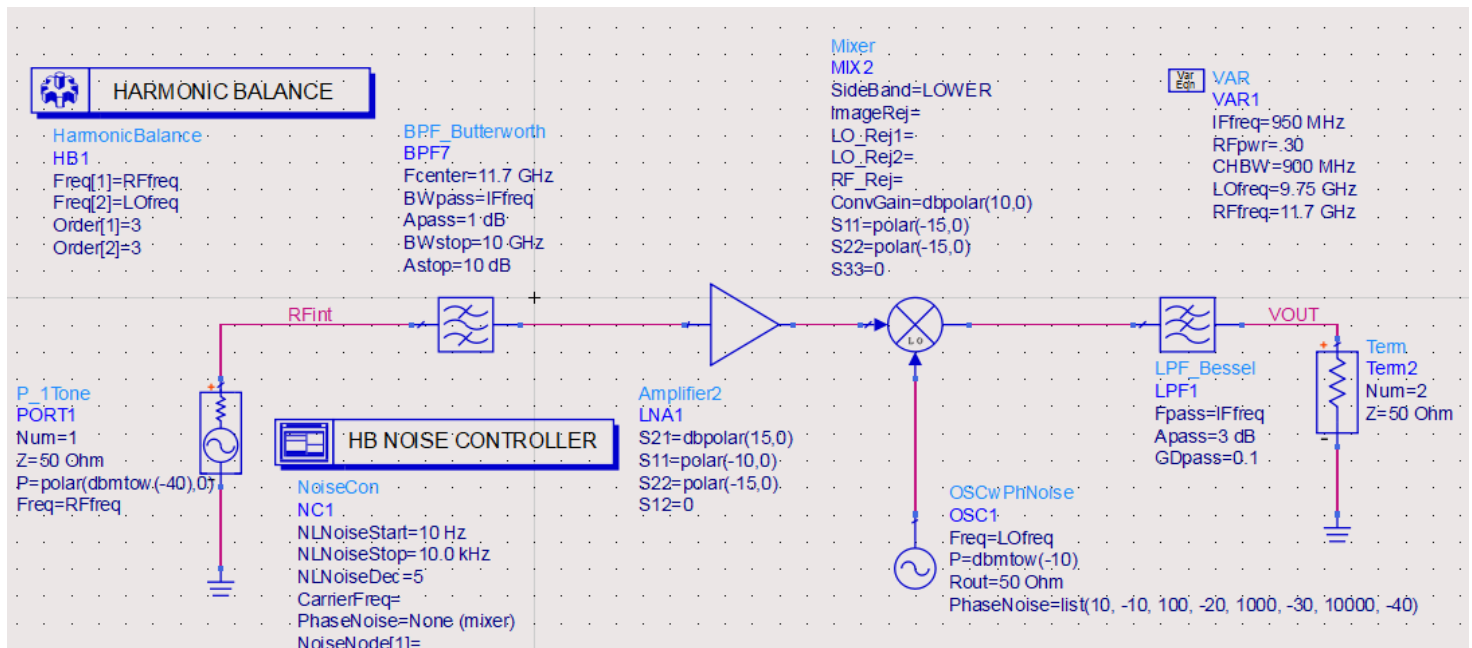 HARMONIC BALANCE
HarmonicBalance
HB1
Freq[1]=RFfreq
Freq[2]=LOfreq
Order[1]=3
Order[2]=3
BPF_Butterworth
BPF7
Fcenter=11.7 GHz
BWpass=IFfreq
Apass=1 dB
BWstop=10 GHz
Astop=10 dB
Mixer
MIX2
SideBand=LOWER
ImageRej=
LO_Rej1=
LO_Rej2=
RF_Rej=
ConvGain=dbpolar(10,0)
S11=polar(-15,0)
S22=polar(-15,0)
S33=0
Var
Eqn
VAR
VAR1
IFfreq=950 MHz
RFpwr=.30
CHBW=900 MHz
LOfreq=9.75 GHz
RFfreq=11.7 GHz
RFint
LO
VOUT
P_1Tone
PORT1
Num=1
Z=50 Ohm
P=polar(dbmtow(-40),0)
Freq=RFfreq
HB NOISE CONTROLLER
NoiseCon
NC1
NLNoiseStart=10 Hz
NLNoiseStop=10.0 kHz
NLNoiseDec=5
CarrierFreq=
PhaseNoise=None (mixer)
NoiseNode[1]=
Amplifier2
LNA1
S21=dbpolar(15,0)
S11=polar(-10,0)
S22=polar(-15,0)
S12=0
OSCwPhNoise
OSC1
Freq=LOfreq
P=dbmtow(-10)
Rout=50 Ohm
PhaseNoise=list(10, -10, 100, -20, 1000, -30, 10000, -40)
LPF_Bessel
LPF1
Fpass=IFfreq
Apass=3 dB
GDpass=0.1
Term
Term2
Num=2
Z=50 Ohm